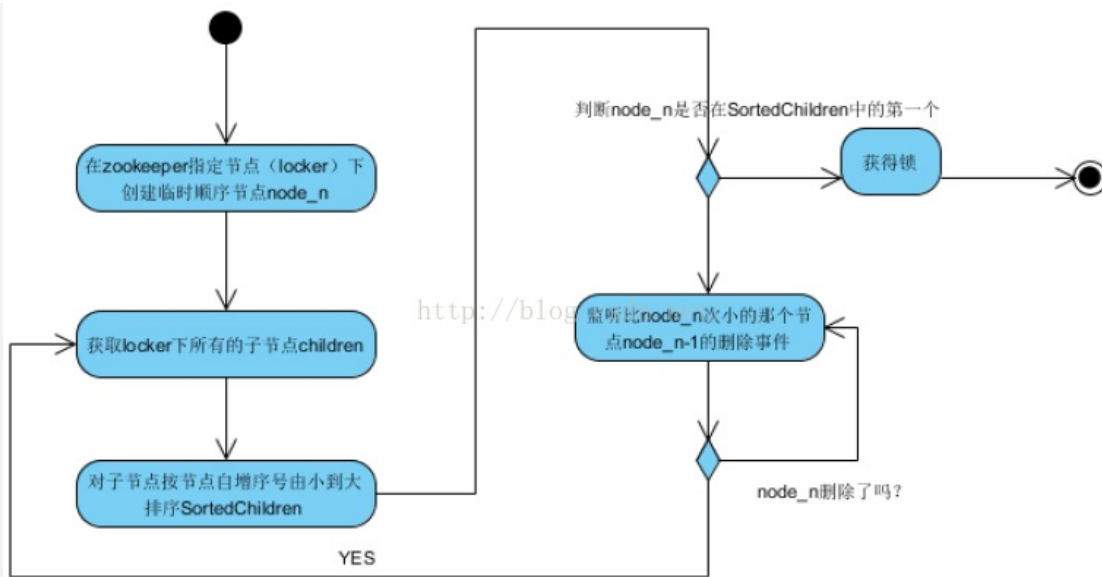 在zookeeper指定节点（locker）下
创建临时顺序节点node_n
获取locker下所有的子节点children
对子节点按节点自增序号由小到大
排序SortedChildren
YES
判断node_n是否在SortedChildren中的第一个
获得锁
http://blog
监听比node_n次小的那个节
点node_n-1的删除事件
node_n删除了吗？